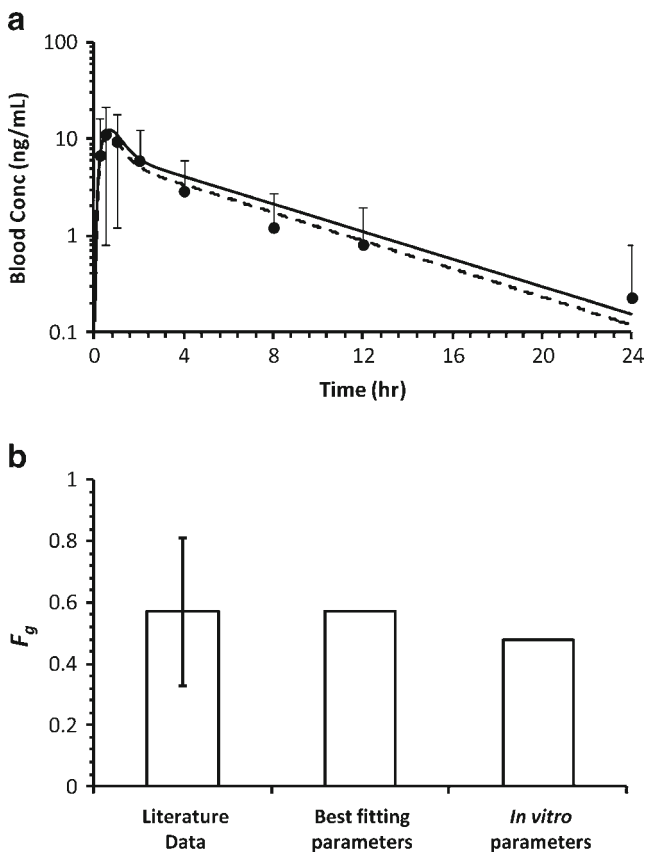 a
100
10
1
0.1
Blood Conc (ng/mL)
0 4 8 12 16 20 24
Time (hr)
b
1
0.8
0.6
0.4
0.2
0
Fg
Literature Data
Best fitting parameters
In vitro parameters